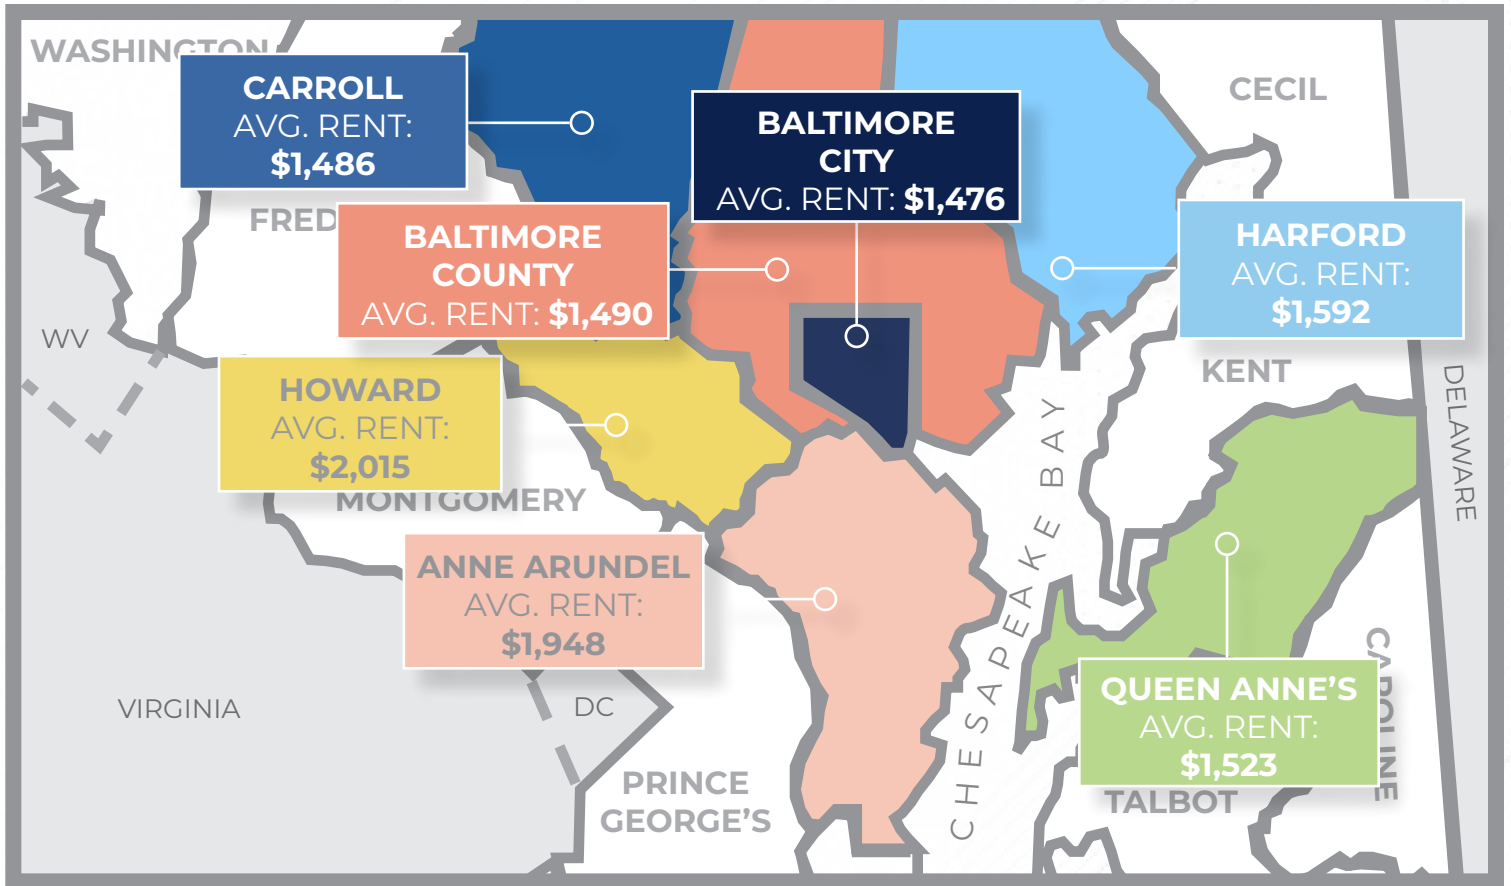 WASHINGTON
CARROLL
AVG. RENT:
$1,486
BALTIMORE
CITY
AVG. RENT: $1,476
CECIL
FRED
BALTIMORE
COUNTY
AVG. RENT: $1,490
HARFORD
AVG. RENT:
$1,592
WV
KENT
HOWARD
AVG. RENT:
$2,015
MONTGOMERY
DELAWARE
CHESAPEAKE BAY
ANNE ARUNDEL
AVG. RENT:
$1,948
VIRGINIA
DC
QUEEN ANNE'S
AVG. RENT:
$1,523
CAROLINE
PRINCE
GEORGE'S
TALBOT